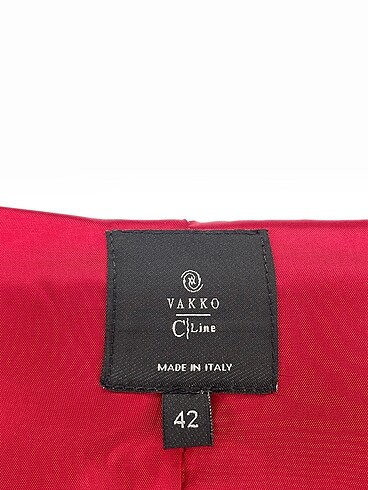 VAKKO
C Line
MADE IN ITALY
42